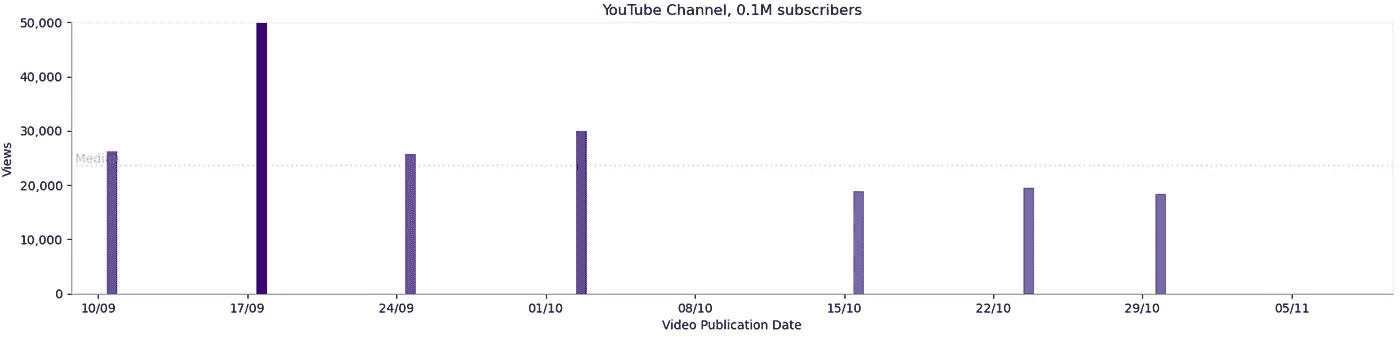 YouTube Channel, 0.1M subscribers
50,000
40,000
30,000
20,000
10,000
0
Views
Median
10/09 17/09 24/09 01/10 08/10 15/10 22/10 29/10 05/11
Video Publication Date